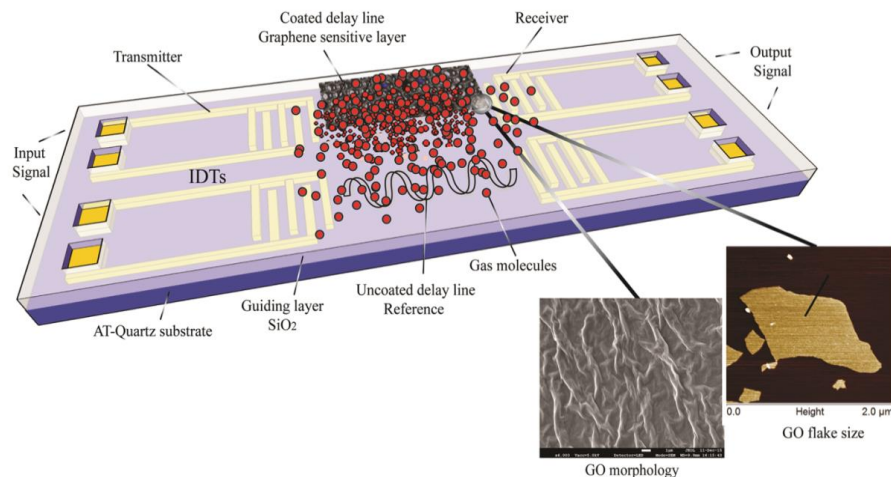 Coated delay line
Graphene sensitive layer
Receiver
Transmitter
Output
Signal
Input
Signal
IDTs
Gas molecules
Uncoated delay line
Reference
Guiding layer
SiO₂
AT-Quartz substrate
0.0
Height
2.0 µm
GO flake size
GO morphology